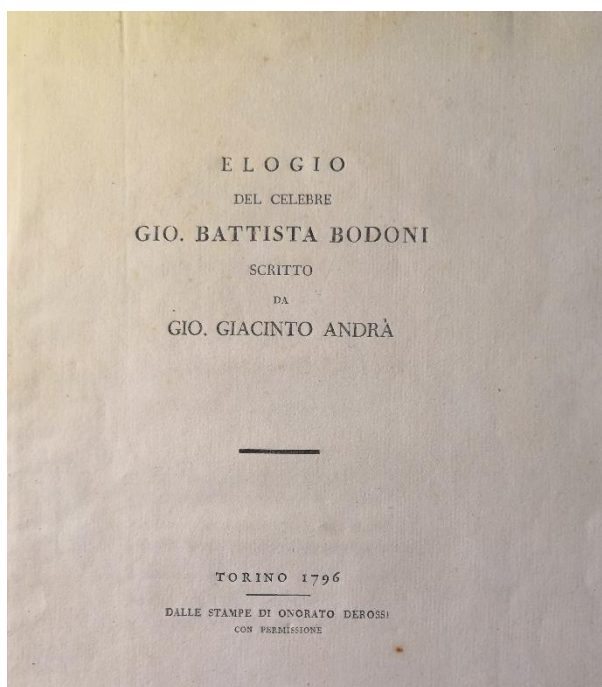 ELOGIO
DEL CELEBRE
GIO. BATTISTA BODONI
SCRITTO
DA
GIO. GIACINTO ANDRÀ
TORINO 1796
DALLE STAMPE DI ONORATO DEROSSI
CON PERMISSIONE